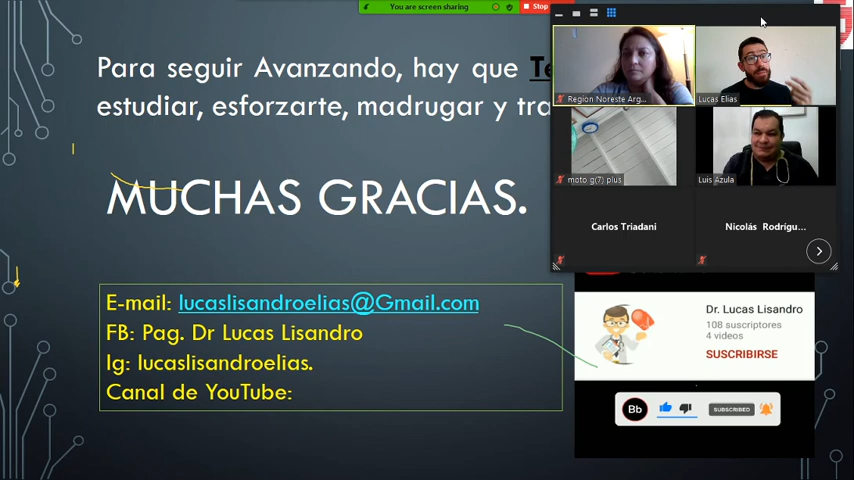 You are screen sharing
Stop
Para seguir Avanzando, hay que Te
estudiar, esforzarte, madrugar y tra
MUCHAS GRACIAS.
E-mail: lucaslisandroelias@Gmail.com
FB: Pag. Dr Lucas Lisandro
Ig: lucaslisandroelias.
Canal de YouTube:
Region Noreste Arg...
Lucas Elias
moto g(7) plus
Luis Azula
Carlos Triadani
Nicolás Rodrígu...
Dr. Lucas Lisandro
108 suscriptores
4 videos
SUSCRIBIRSE
Bb
SUBSCRIBED